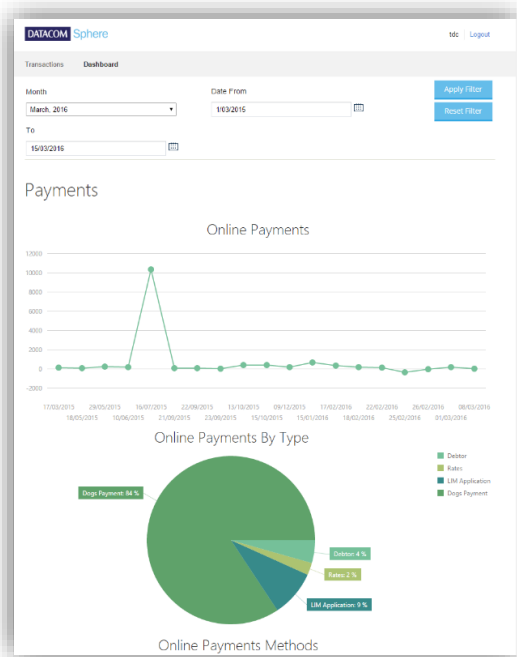 DATACOM Sphere
tdc Logout
Transactions Dashboard
Month
Date From
Apply Filter
March, 2016
1/03/2015
Reset Filter
To
15/03/2016
Payments
Online Payments
12000
10000
8000
6000
4000
2000
0
-2000
17/03/2015 29/05/2015 16/07/2015 22/09/2015 13/10/2015 09/12/2015 17/02/2016 22/02/2016 26/02/2016 08/03/2016
18/05/2015 10/06/2015 21/09/2015 23/09/2015 15/10/2015 15/01/2016 18/02/2016 25/02/2016 01/03/2016
Online Payments By Type
Debtor
Rates
LIM Application
Dogs Payment
Dogs Payment: 84 %
Debtor: 4 %
Rates: 2 %
LIM Application: 9 %
Online Payments Methods